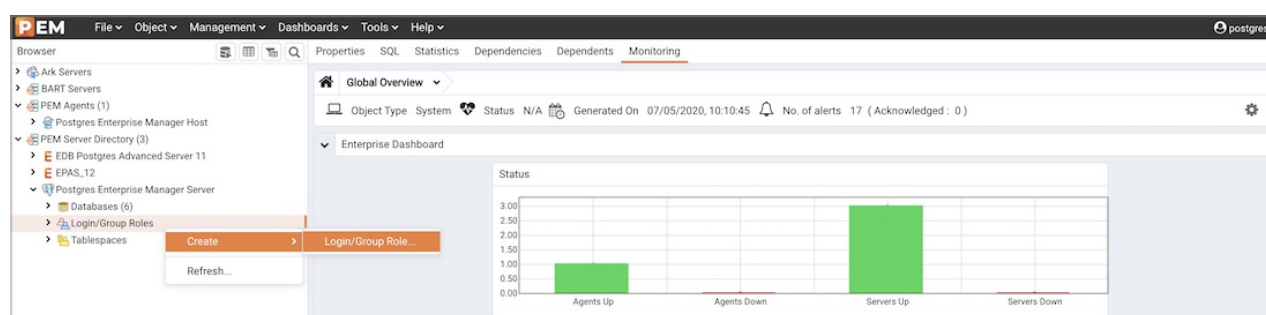 PEM File Object Management Dashboards Tools Help postgres
Browser Properties SQL Statistics Dependencies Dependents Monitoring
Ark Servers
BART Servers
PEM Agents (1)
Postgres Enterprise Manager Host
PEM Server Directory (3)
EDB Postgres Advanced Server 11
EPAS_12
Postgres Enterprise Manager Server
Databases (6)
Login/Group Roles
Tablespaces
Create Login/Group Role...
Refresh...
Global Overview
Object Type System Status N/A Generated On 07/05/2020, 10:10:45 No. of alerts 17 ( Acknowledged : 0 )
Enterprise Dashboard
Status
3.00
2.50
2.00
1.50
1.00
0.50
0.00
Agents Up Agents Down Servers Up Servers Down